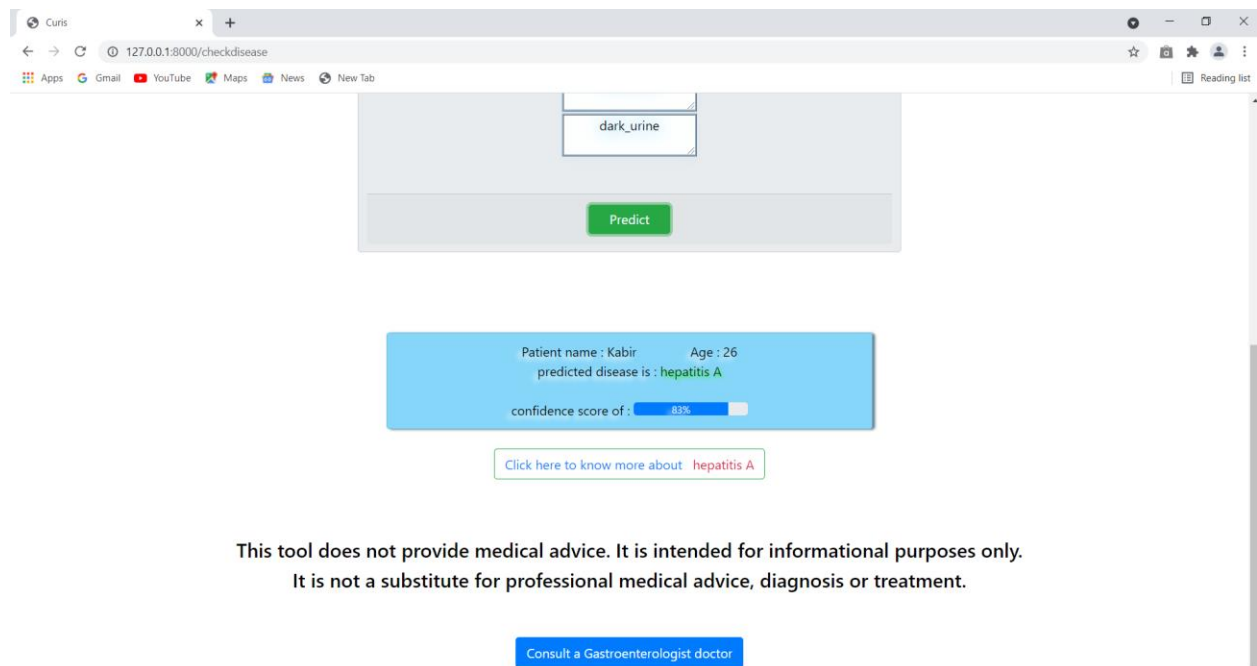 Curis
127.0.0.1:8000/checkdisease
Apps Gmail YouTube Maps News New Tab Reading list
dark_urine
Predict
Patient name : Kabir Age : 26
predicted disease is : hepatitis A
confidence score of : 83%
Click here to know more about hepatitis A
This tool does not provide medical advice. It is intended for informational purposes only.
It is not a substitute for professional medical advice, diagnosis or treatment.
Consult a Gastroenterologist doctor